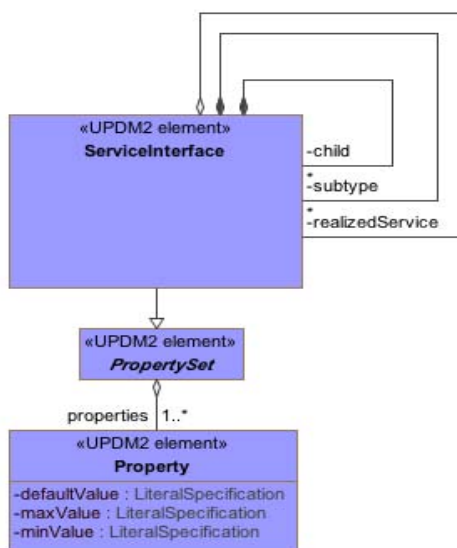 «UPDM2 element»
ServiceInterface
-child
*
-subtype
*
-realizedService
«UPDM2 element»
PropertySet
properties 1..*
«UPDM2 element»
Property
-defaultValue : LiteralSpecification
-maxValue : LiteralSpecification
-minValue : LiteralSpecification